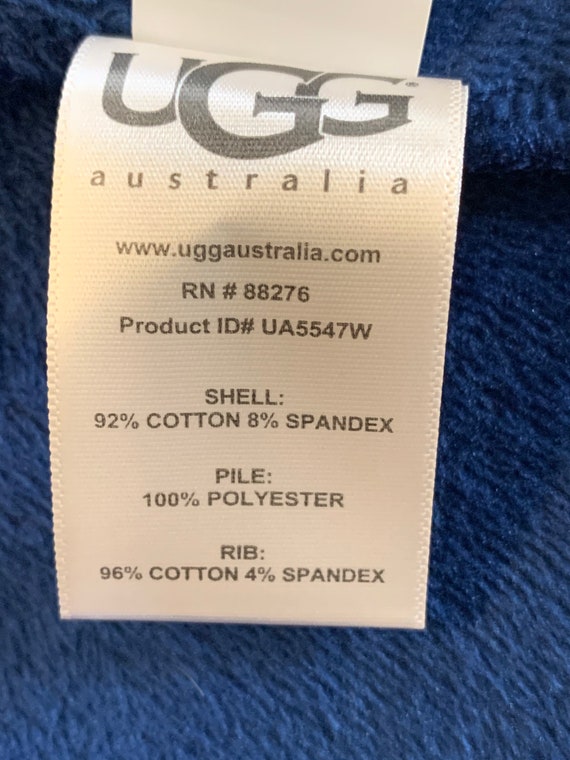 UGG®
australia
www.uggaustralia.com
RN # 88276
Product ID# UA5547W
SHELL:
92% COTTON 8% SPANDEX
PILE:
100% POLYESTER
RIB:
96% COTTON 4% SPANDEX